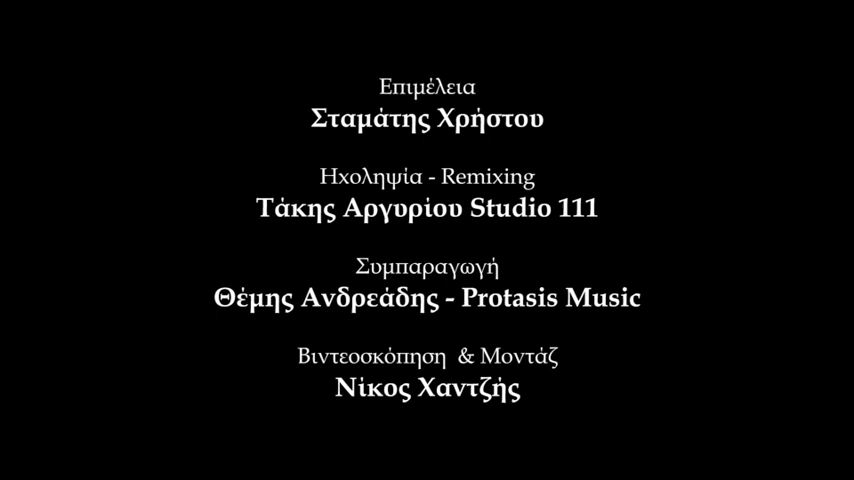 Επιμέλεια
Σταμάτης Χρήστου
Ηχοληψία - Remixing
Τάκης Αργυρίου Studio 111
Συμπαραγωγή
Θέμης Ανδρεάδης - Protasis Music
Βιντεοσκόπηση & Μοντάζ
Νίκος Χαντζής